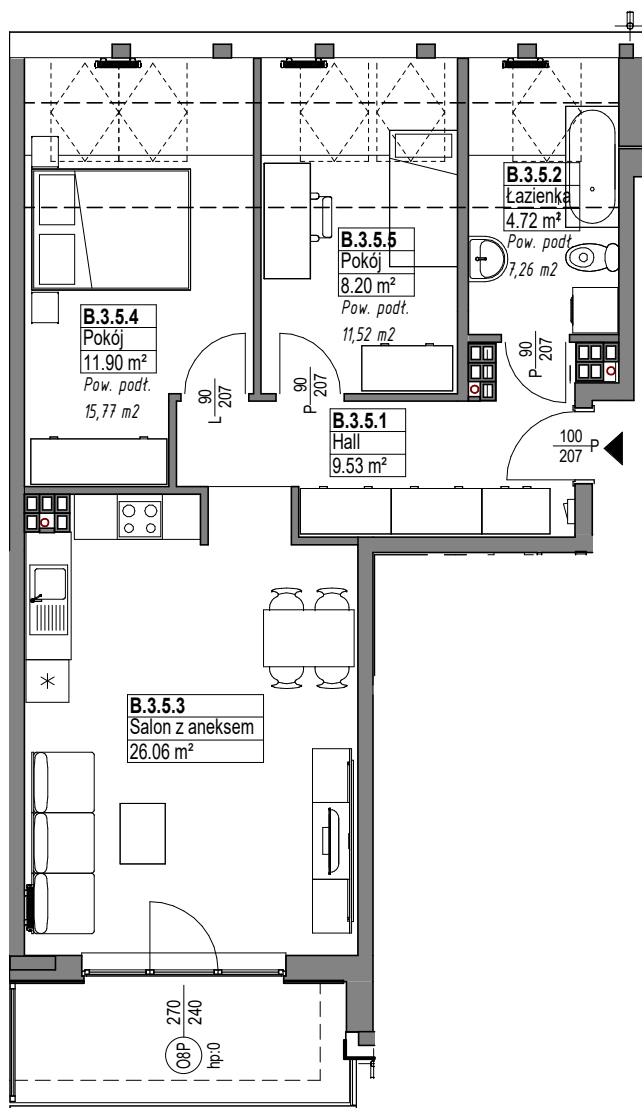 B.3.5.2
Łazienka
4.72 m²
Pow. podł.
7,26 m2
B.3.5.5
Pokój
8.20 m²
Pow. podł.
11,52 m2
B.3.5.4
Pokój
11.90 m²
Pow. podł.
15,77 m2
90
207
L
90
207
P
90
207
P
B.3.5.1
Hall
9.53 m²
100
207
P
B.3.5.3
Salon z aneksem
26.06 m²
270
240
O8P
hp:0